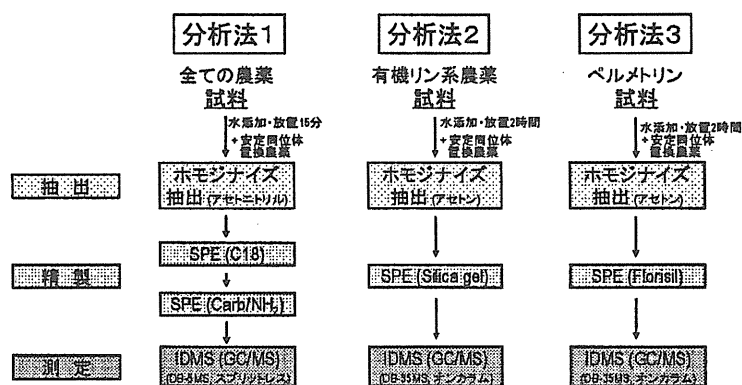 分析法1
分析法2
分析法3
全ての農薬
有機リン系農薬
ペルメトリン
試料
試料
試料
水添加・放置15分
+安定同位体
置換農薬
水添加・放置2時間
+安定同位体
置換農薬
水添加・放置2時間
+安定同位体
置換農薬
抽出
ホモジナイズ
抽出(アセトニトリル)
ホモジナイズ
抽出(アセトン)
ホモジナイズ
抽出(アセトン)
精製
SPE (C18)
SPE (Carb/NH2)
SPE (Silica gel)
SPE (Florisil)
測定
IDMS (GC/MS)
(DB-5MS, スプリットレス)
IDMS (GC/MS)
(DB-35MS, オンカラム)
IDMS (GC/MS)
(DB-35MS, オンカラム)